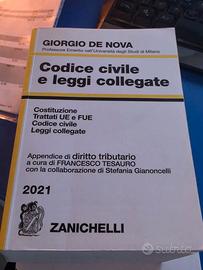 GIORGIO DE NOVA
Professore Emerito nell'Università degli Studi di Milano
Codice civile
e leggi collegate
Costituzione
Trattati UE e FUE
Codice civile
Leggi collegate
Appendice di diritto tributario
a cura di FRANCESCO TESAURO
con la collaborazione di Stefania Gianoncelli
2021
ZANICHELLI
subito